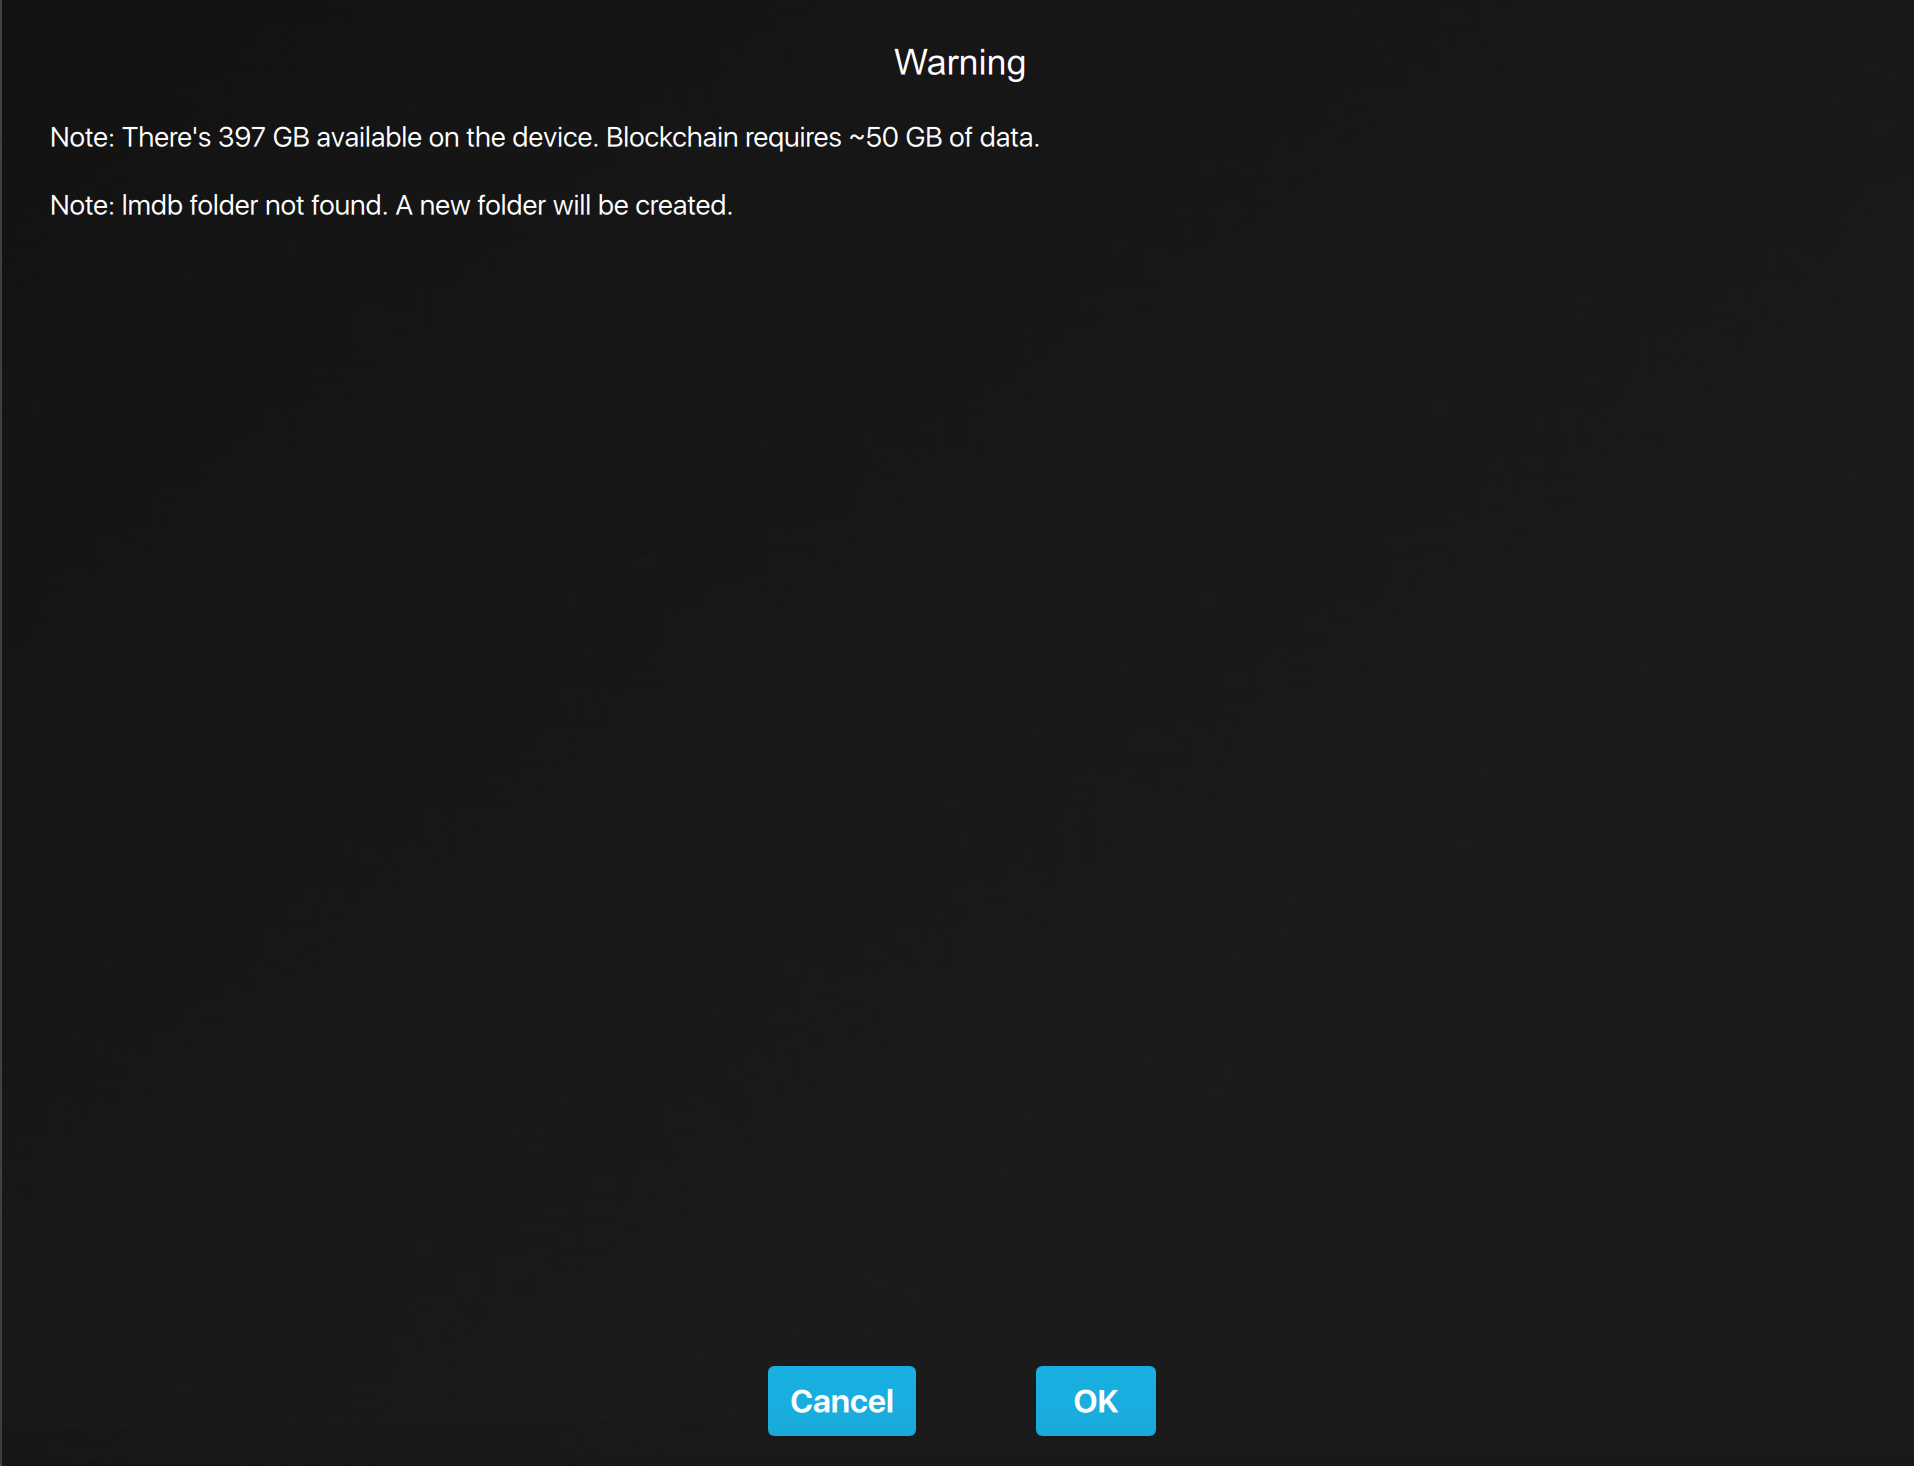 Warning
Note: There's 397 GB available on the device. Blockchain requires ~50 GB of data.
Note: lmdb folder not found. A new folder will be created.
Cancel OK